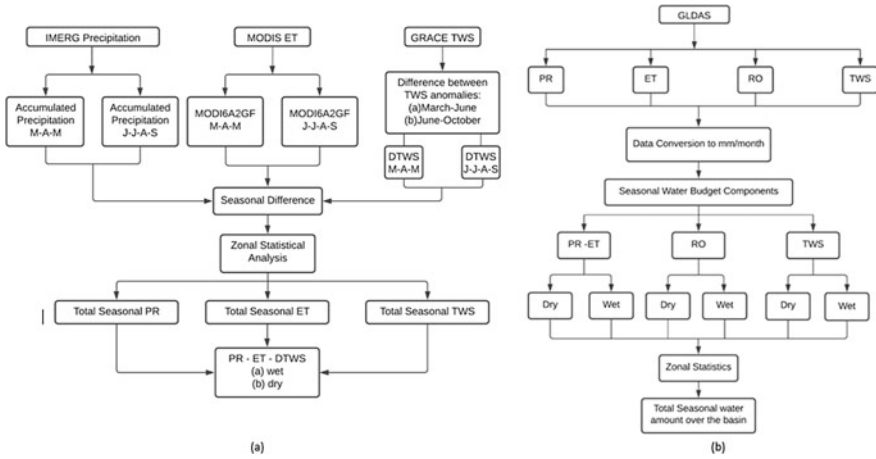 IMERG Precipitation
MODIS ET
GRACE TWS
Accumulated
Precipitation
M-A-M
Accumulated
Precipitation
J-J-A-S
MODI6A2GF
M-A-M
MODI6A2GF
J-J-A-S
Difference between
TWS anomalies:
(a)March-June
(b)June-October
DTWS
M-A-M
DTWS
J-J-A-S
Seasonal Difference
Zonal Statistical
Analysis
Total Seasonal PR
Total Seasonal ET
Total Seasonal TWS
PR - ET - DTWS
(a) wet
(b) dry
(a)
GLDAS
PR
ET
RO
TWS
Data Conversion to mm/month
Seasonal Water Budget Components
PR -ET
RO
TWS
Dry
Wet
Dry
Wet
Dry
Wet
Zonal Statistics
Total Seasonal water
amount over the basin
(b)